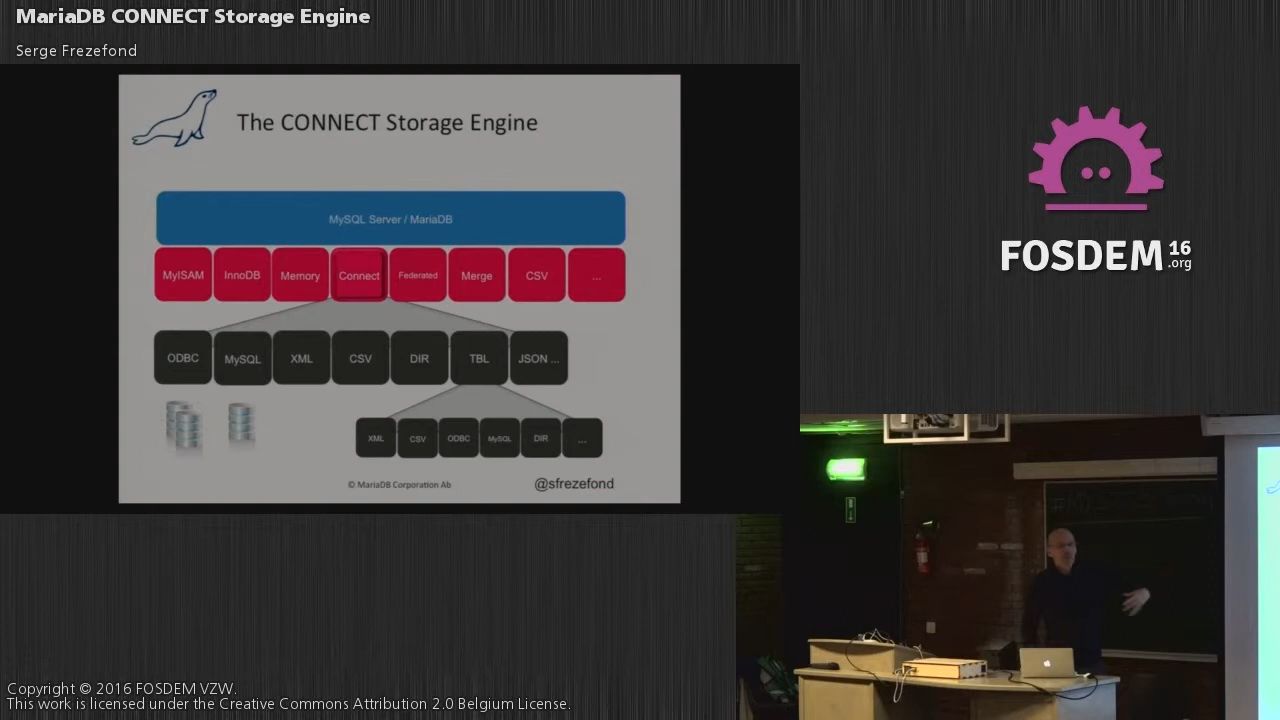 MariaDB CONNECT Storage Engine
Serge Frezefond
The CONNECT Storage Engine
MySQL Server / MariaDB
MyISAM InnoDB Memory Connect Federated Merge CSV ...
ODBC MySQL XML CSV DIR TBL JSON ...
XML CSV ODBC MySQL DIR ...
© MariaDB Corporation Ab
@sfrezefond
FOSDEM 16 .org
Copyright © 2016 FOSDEM VZW.
This work is licensed under the Creative Commons Attribution 2.0 Belgium License.